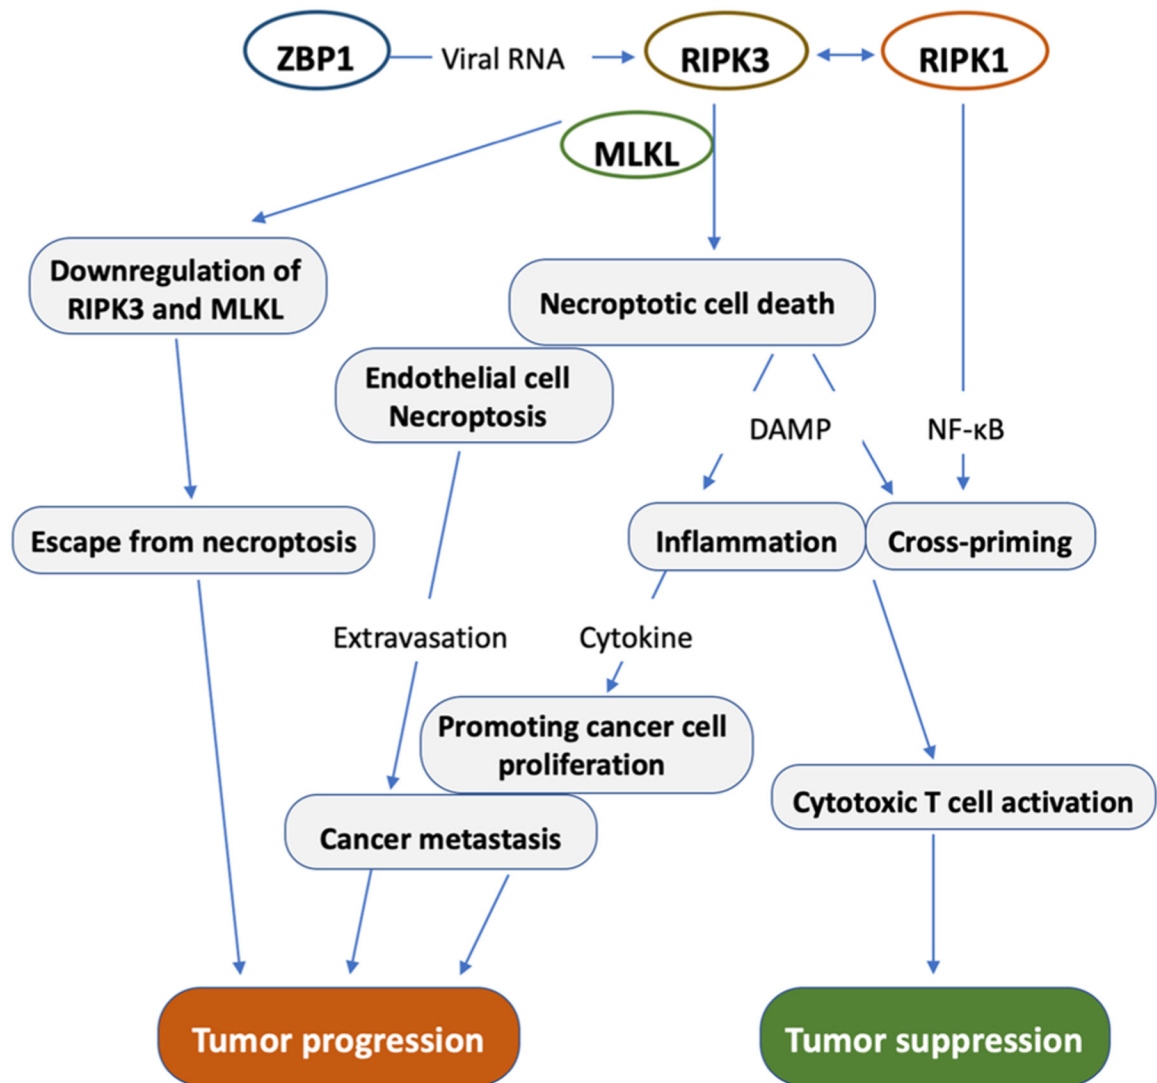 ZBP1
Viral RNA
RIPK3
RIPK1
MLKL
Downregulation of
RIPK3 and MLKL
Necroptotic cell death
Endothelial cell
Necroptosis
DAMP
NF-κB
Escape from necroptosis
Inflammation
Cross-priming
Extravasation
Cytokine
Promoting cancer cell
proliferation
Cytotoxic T cell activation
Cancer metastasis
Tumor progression
Tumor suppression